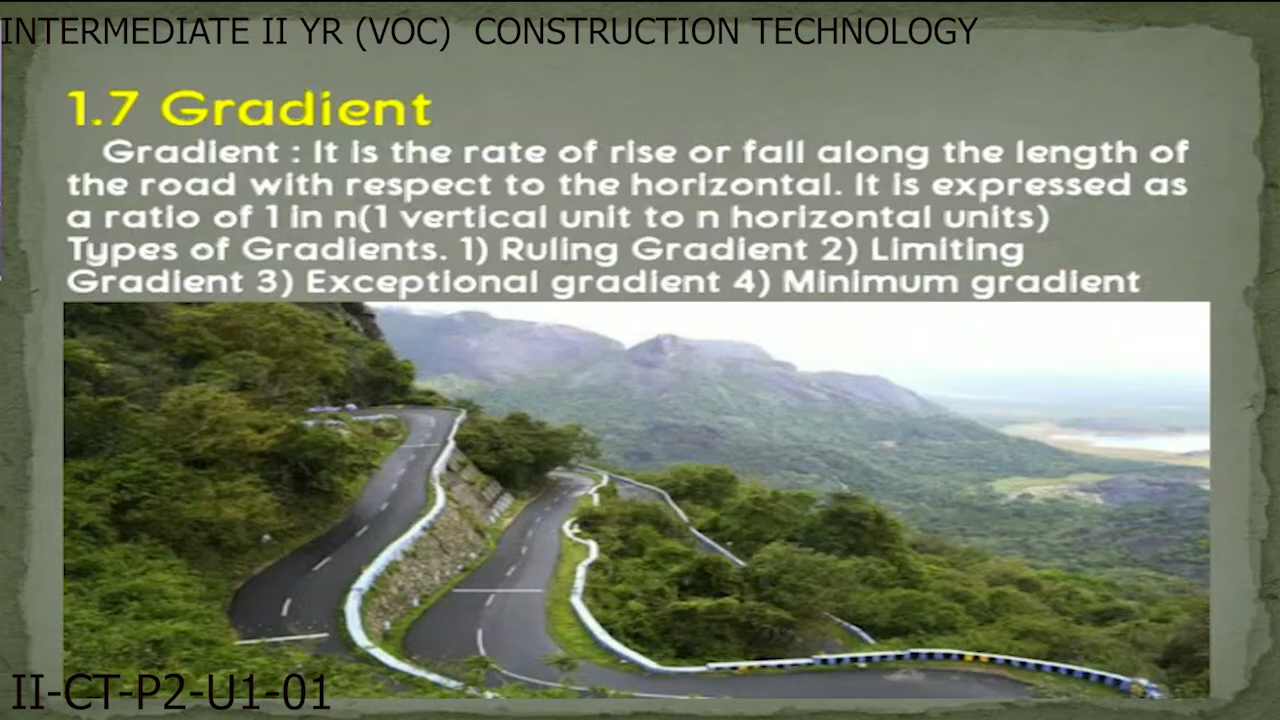 INTERMEDIATE II YR (VOC) CONSTRUCTION TECHNOLOGY
1.7 Gradient
Gradient : It is the rate of rise or fall along the length of
the road with respect to the horizontal. It is expressed as
a ratio of 1 in n(1 vertical unit to n horizontal units)
Types of Gradients. 1) Ruling Gradient 2) Limiting
Gradient 3) Exceptional gradient 4) Minimum gradient
II-CT-P2-U1-01